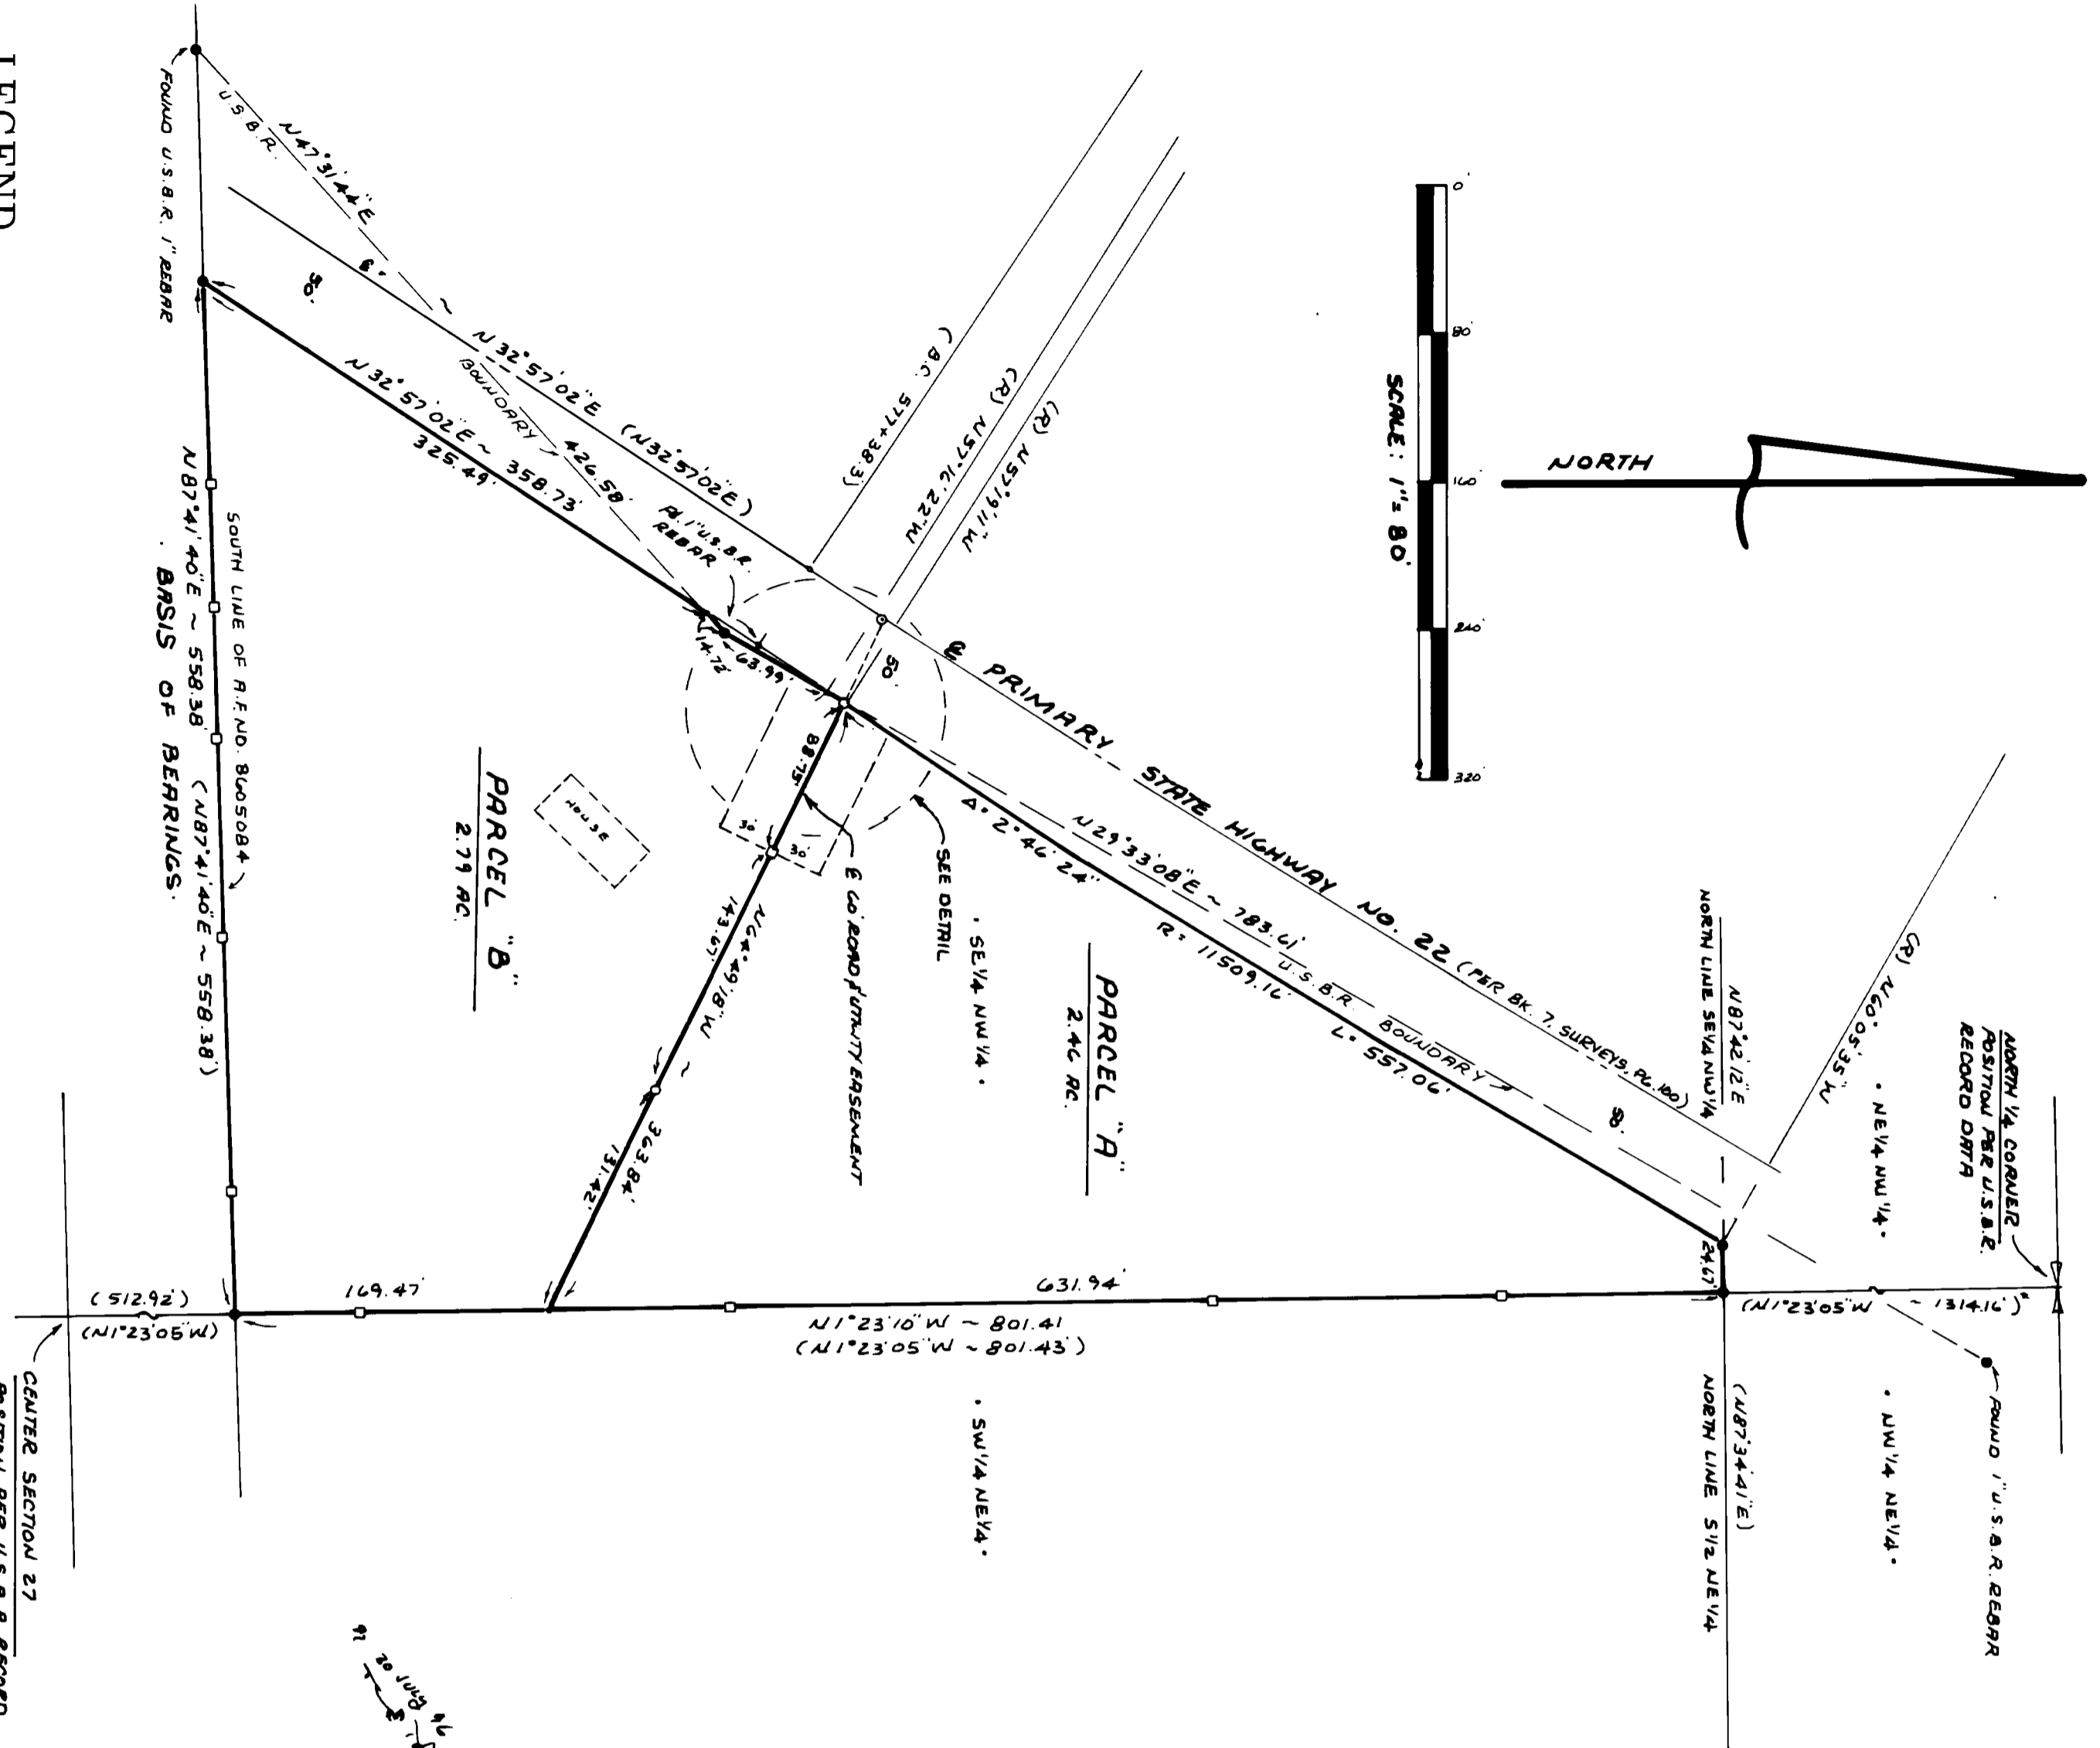 LEGEND
FOUND U.S.B.R. 1" REBAR
U.S.B.R.
N47°31'44"E
50'
N32°57'02"E (N32°57'02"E)
BOUNDARY
426.58'
N32°57'02"E ~ 358.73'
325.49'
FD. 1" U.S.B.R.
REBAR
14.72'
63.99'
(B.C. 577+38.3)
(R) N57°16'22"W
(R) N57°19'11"W
0'
80'
160'
240'
320'
SCALE: 1"= 80'
NORTH
℄ PRIMARY STATE HIGHWAY NO. 22 (PER BK. 7, SURVEYS, PG. 100)
50'
N29°33'08"E ~ 783.61'
U.S.B.R. BOUNDARY
Δ= 2°46'24"
R= 11509.16'
L= 557.06'
SEE DETAIL
℄ 60' ROAD & UTILITY EASEMENT
88.75'
30'
30'
N64°49'18"W ~ 363.84'
143.67'
131.42'
HOUSE
PARCEL "B"
2.79 AC.
PARCEL "A"
2.46 AC.
SE1/4 NW1/4
SOUTH LINE OF A.F.NO. 8605084
N87°41'40"E ~ 558.38' (N87°41'40"E ~ 558.38')
BASIS OF BEARINGS
N87°42'12"E
NORTH LINE SE1/4 NW1/4
(R) N60°05'35"W
NE1/4 NW1/4
NORTH 1/4 CORNER
POSITION PER U.S.B.R.
RECORD DATA
24.67'
(N1°23'05"W ~ 1314.16')
631.94'
169.47'
N1°23'10"W ~ 801.41
(N1°23'05"W ~ 801.43')
(512.92')
(N1°23'05"W)
CENTER SECTION 27
POSITION PER U.S.B.R. RECORD
SW1/4 NE1/4
(N87°34'41"E)
NORTH LINE S1/2 NE1/4
NW1/4 NE1/4
FOUND 1" U.S.B.R. REBAR
30 July 96